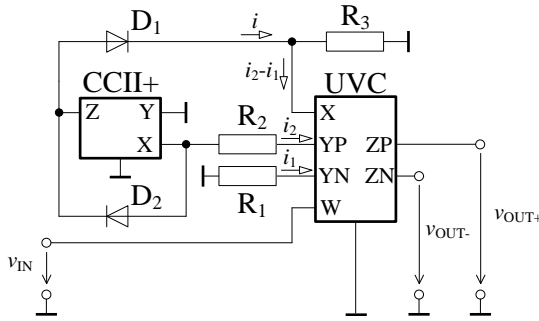 D1
i
R3
i2-i1
CCII+
UVC
Z
Y
X
R2
i2
X
YP
ZP
i1
YN
ZN
R1
D2
W
vIN
vOUT-
vOUT+